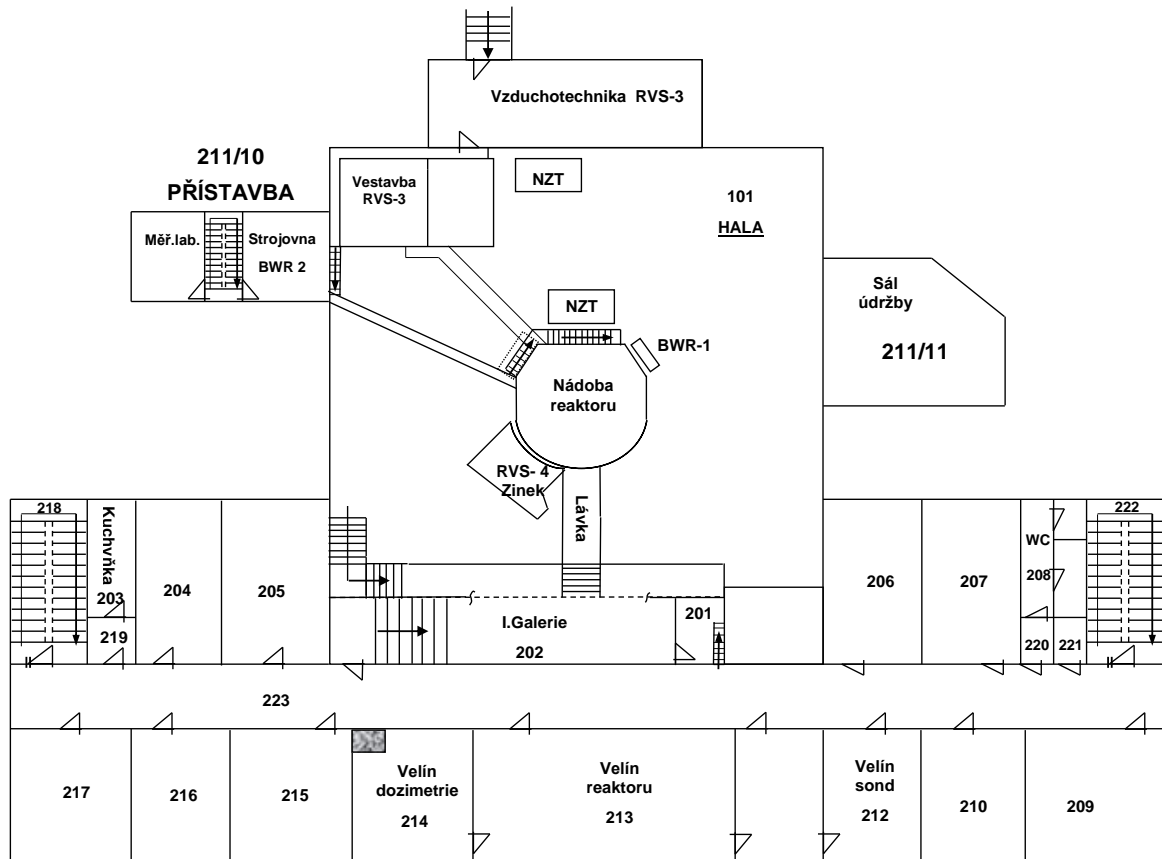 Vzduchotechnika RVS-3
211/10
PŘÍSTAVBA
Vestavba
RVS-3
NZT
101
HALA
Měř.lab.
Strojovna
BWR 2
Sál
údržby
211/11
NZT
BWR-1
Nádoba
reaktoru
RVS- 4
Zinek
Lávka
218
Kuchvňka
203
219
204
205
I.Galerie
202
201
206
207
WC
208
220
221
222
223
217
216
215
Velín
dozimetrie
214
Velín
reaktoru
213
Velín
sond
212
210
209